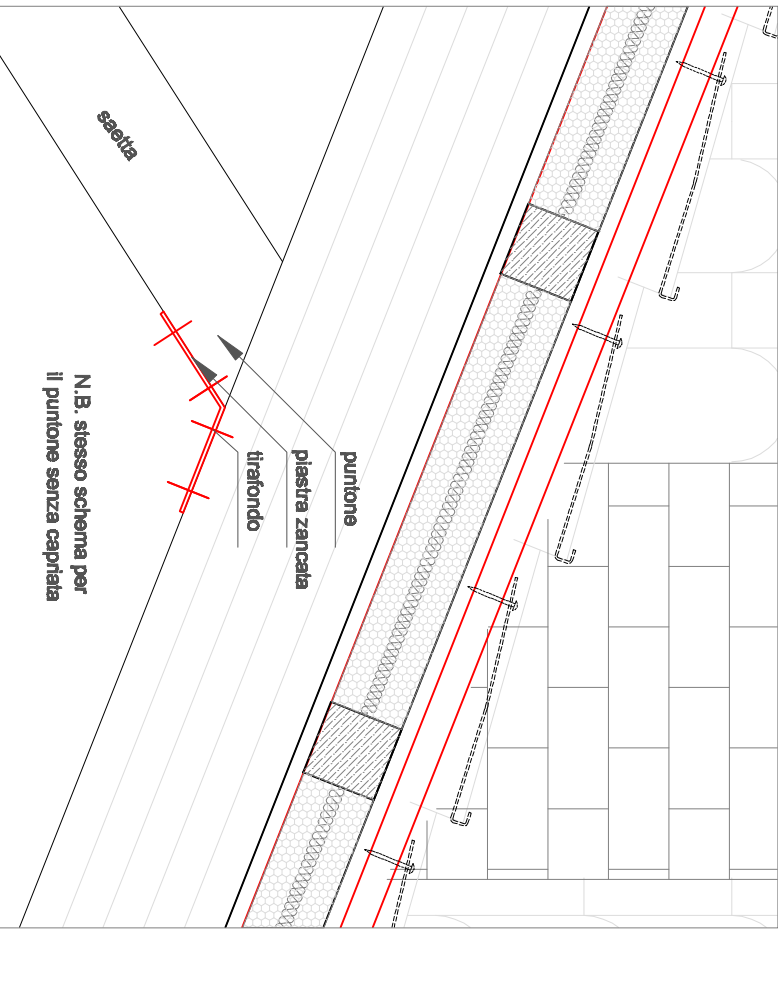 saetta
puntone
piastra zancata
tirafondo
N.B. stesso schema per
il puntone senza capriata